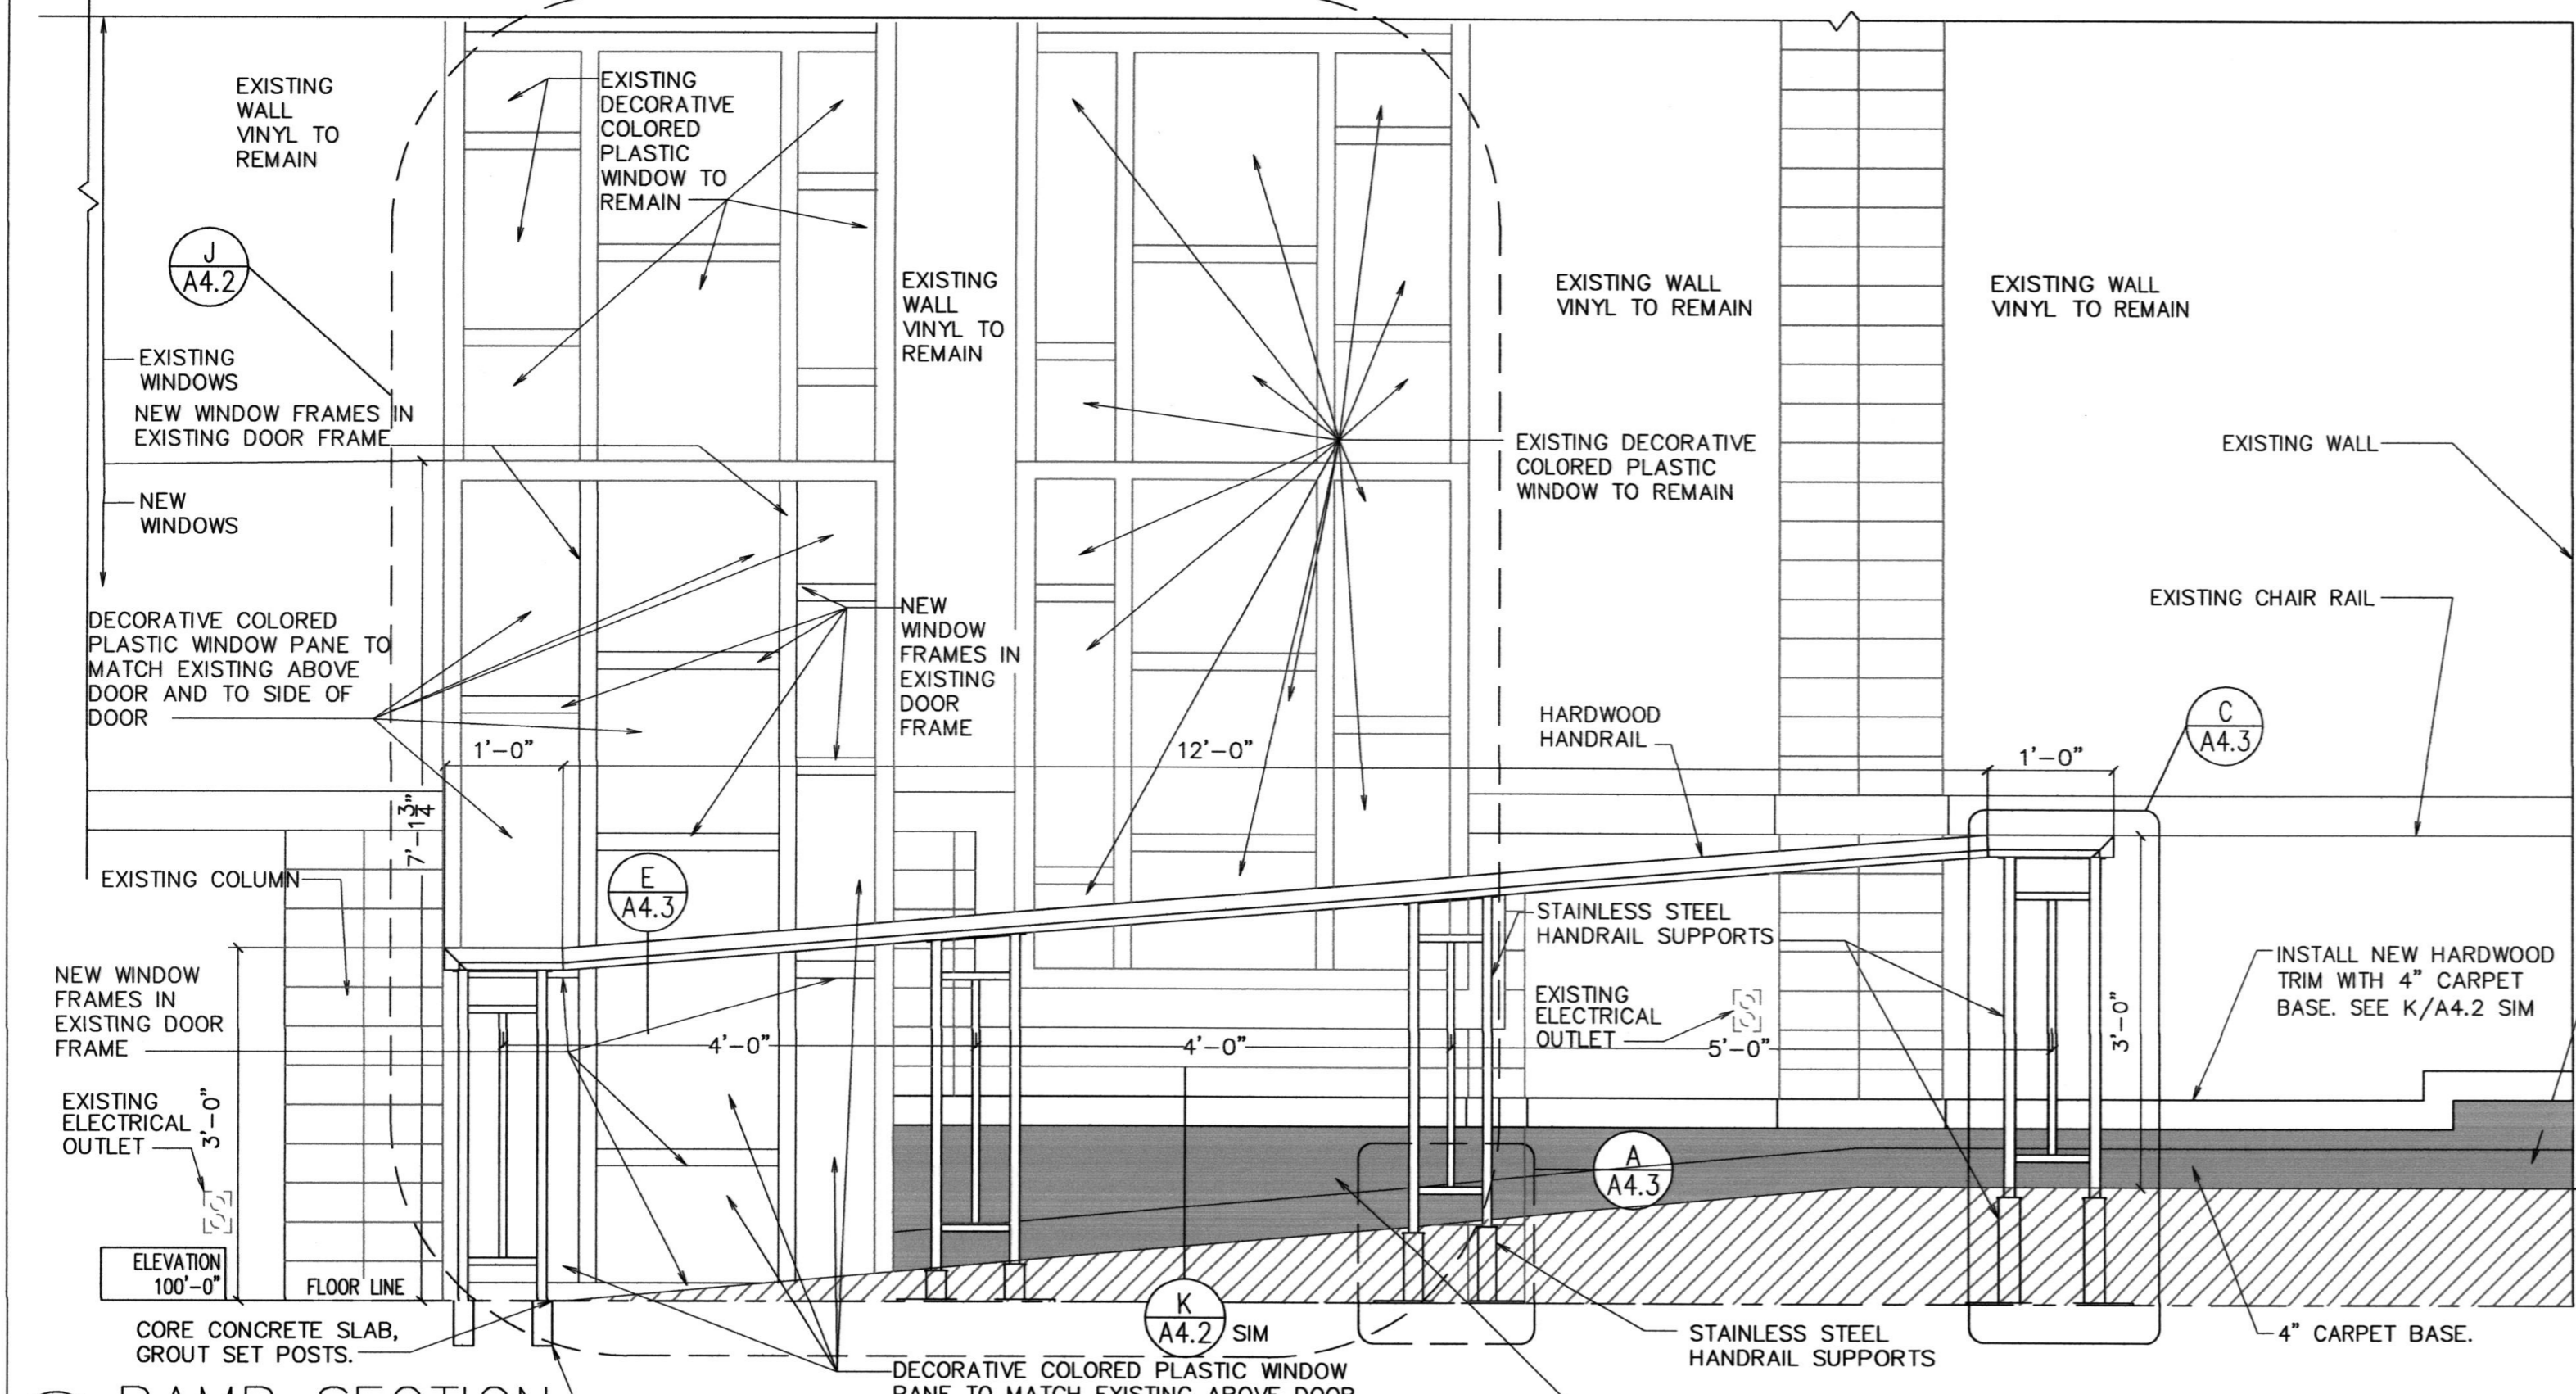 EXISTING
WALL
VINYL TO
REMAIN
EXISTING
DECORATIVE
COLORED
PLASTIC
WINDOW TO
REMAIN
J
A4.2
EXISTING
WALL
VINYL TO
REMAIN
EXISTING WALL
VINYL TO REMAIN
EXISTING WALL
VINYL TO REMAIN
EXISTING
WINDOWS
NEW WINDOW FRAMES IN
EXISTING DOOR FRAME
NEW
WINDOWS
EXISTING DECORATIVE
COLORED PLASTIC
WINDOW TO REMAIN
EXISTING WALL
EXISTING CHAIR RAIL
DECORATIVE COLORED
PLASTIC WINDOW PANE TO
MATCH EXISTING ABOVE
DOOR AND TO SIDE OF
DOOR
NEW
WINDOW
FRAMES IN
EXISTING
DOOR
FRAME
1'-0"
12'-0"
HARDWOOD
HANDRAIL
1'-0"
C
A4.3
7'-1 3/4"
EXISTING COLUMN
E
A4.3
STAINLESS STEEL
HANDRAIL SUPPORTS
INSTALL NEW HARDWOOD
TRIM WITH 4" CARPET
BASE. SEE K/A4.2 SIM
NEW WINDOW
FRAMES IN
EXISTING DOOR
FRAME
EXISTING
ELECTRICAL
OUTLET
4'-0"
4'-0"
5'-0"
3'-0"
EXISTING
ELECTRICAL
OUTLET
3'-0"
A
A4.3
ELEVATION
100'-0"
FLOOR LINE
K
A4.2 SIM
CORE CONCRETE SLAB,
GROUT SET POSTS.
STAINLESS STEEL
HANDRAIL SUPPORTS
4" CARPET BASE.
DECORATIVE COLORED PLASTIC WINDOW
PANE TO MATCH EXISTING ABOVE DOOR
RAMP SECTION